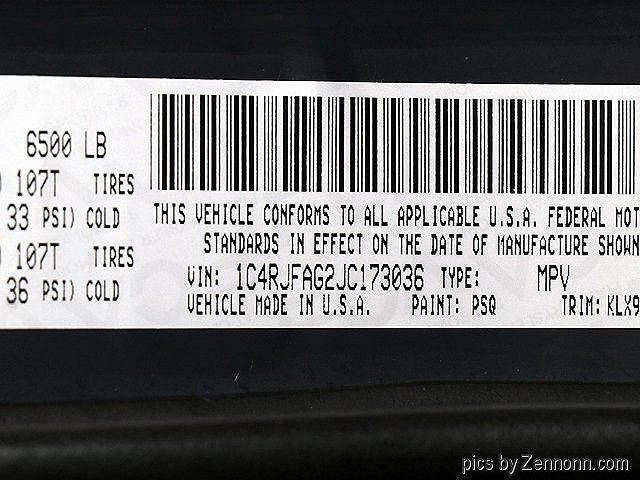 6500 LB
107T TIRES
33 PSI) COLD
107T TIRES
36 PSI) COLD
THIS VEHICLE CONFORMS TO ALL APPLICABLE U.S.A. FEDERAL MOT
STANDARDS IN EFFECT ON THE DATE OF MANUFACTURE SHOWN
VIN: 1C4RJFAG2JC173036 TYPE: MPV
VEHICLE MADE IN U.S.A. PAINT: PSQ TRIM: KLX9
pics by Zennonn.com